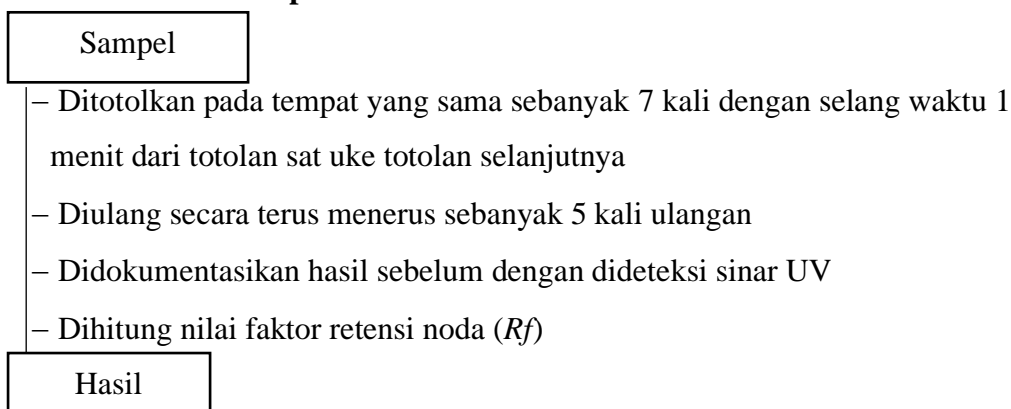 Sampel
– Ditotolkan pada tempat yang sama sebanyak 7 kali dengan selang waktu 1
menit dari totolan sat uke totolan selanjutnya
– Diulang secara terus menerus sebanyak 5 kali ulangan
– Didokumentasikan hasil sebelum dengan dideteksi sinar UV
– Dihitung nilai faktor retensi noda (Rf)
Hasil